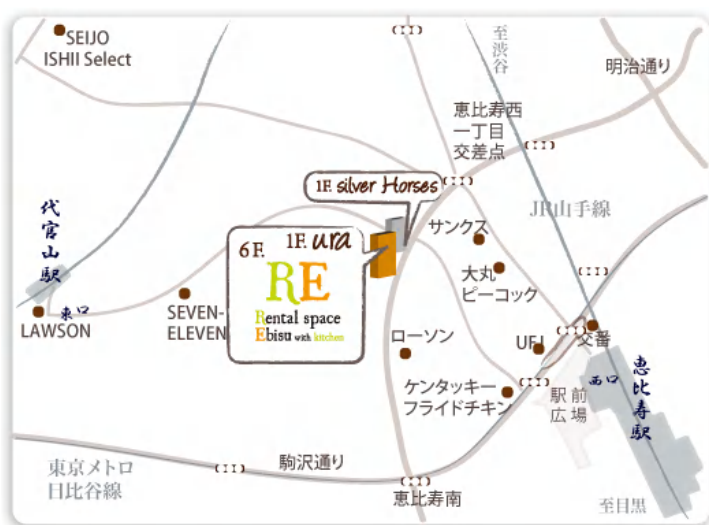 SEIJO
ISHII Select
至渋谷
明治通り
恵比寿西
一丁目
交差点
1F. silver Horses
代官山駅
JR山手線
サンクス
6F.
1F. ura
RE
Rental space
Ebisu with kitchen
大丸
ピーコック
東口
LAWSON
SEVEN-
ELEVEN
ローソン
UFJ
交番
恵比寿駅
西口
駅前
広場
ケンタッキー
フライドチキン
駒沢通り
東京メトロ
日比谷線
恵比寿南
至目黒